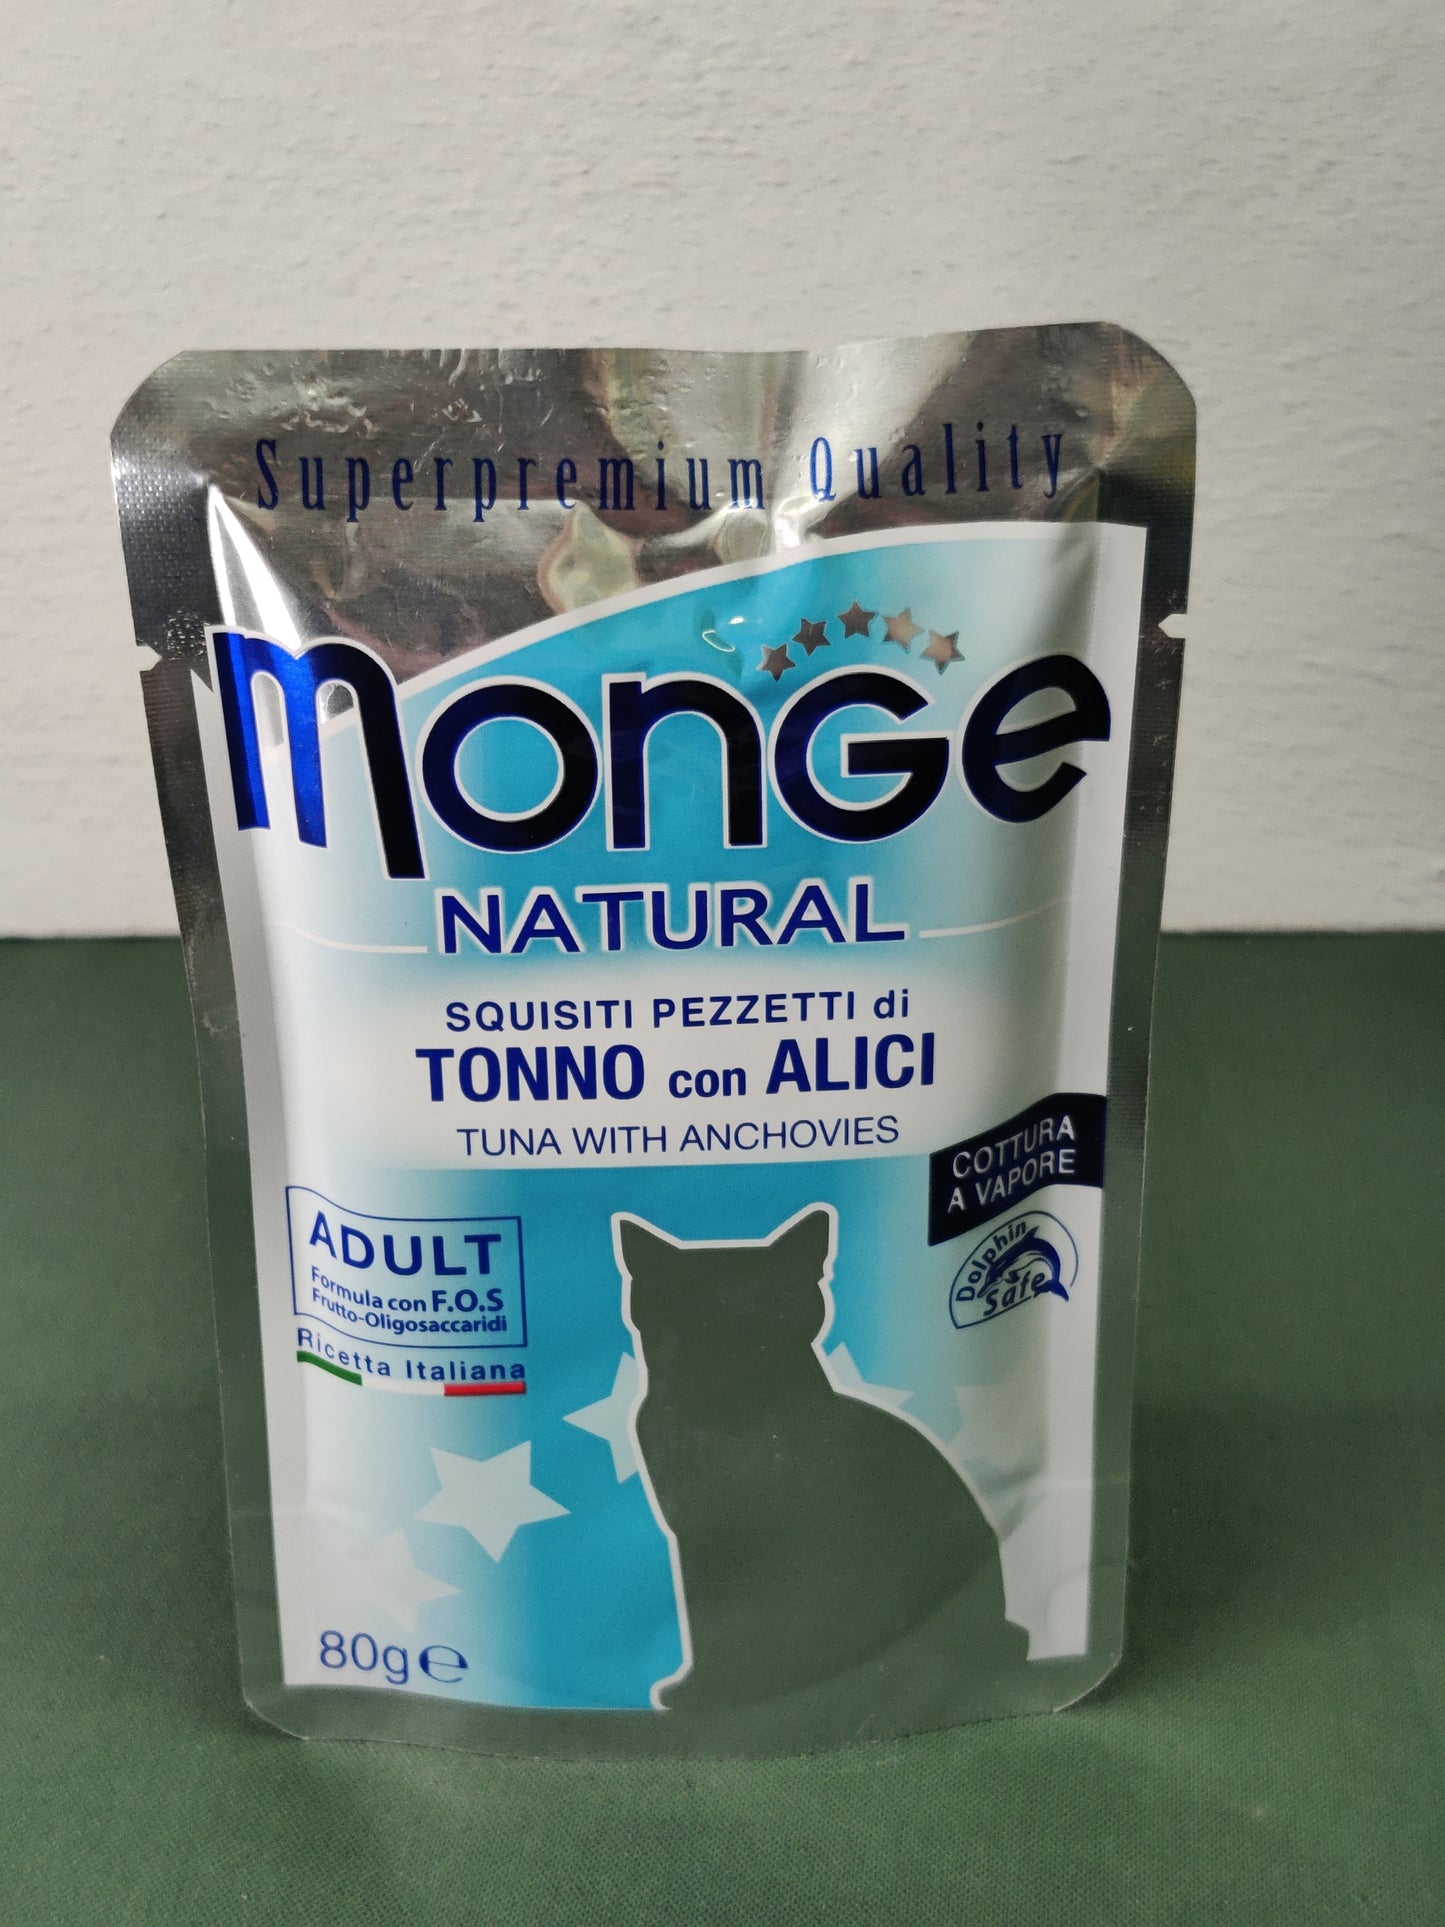 Superpremium Quality
monGe
NATURAL
SQUISITI PEZZETTI di
TONNO con ALICI
TUNA WITH ANCHOVIES
COTTURA
A VAPORE
Dolphin
Safe
ADULT
Formula con F.O.S
Frutto-Oligosaccaridi
Ricetta Italiana
80g e